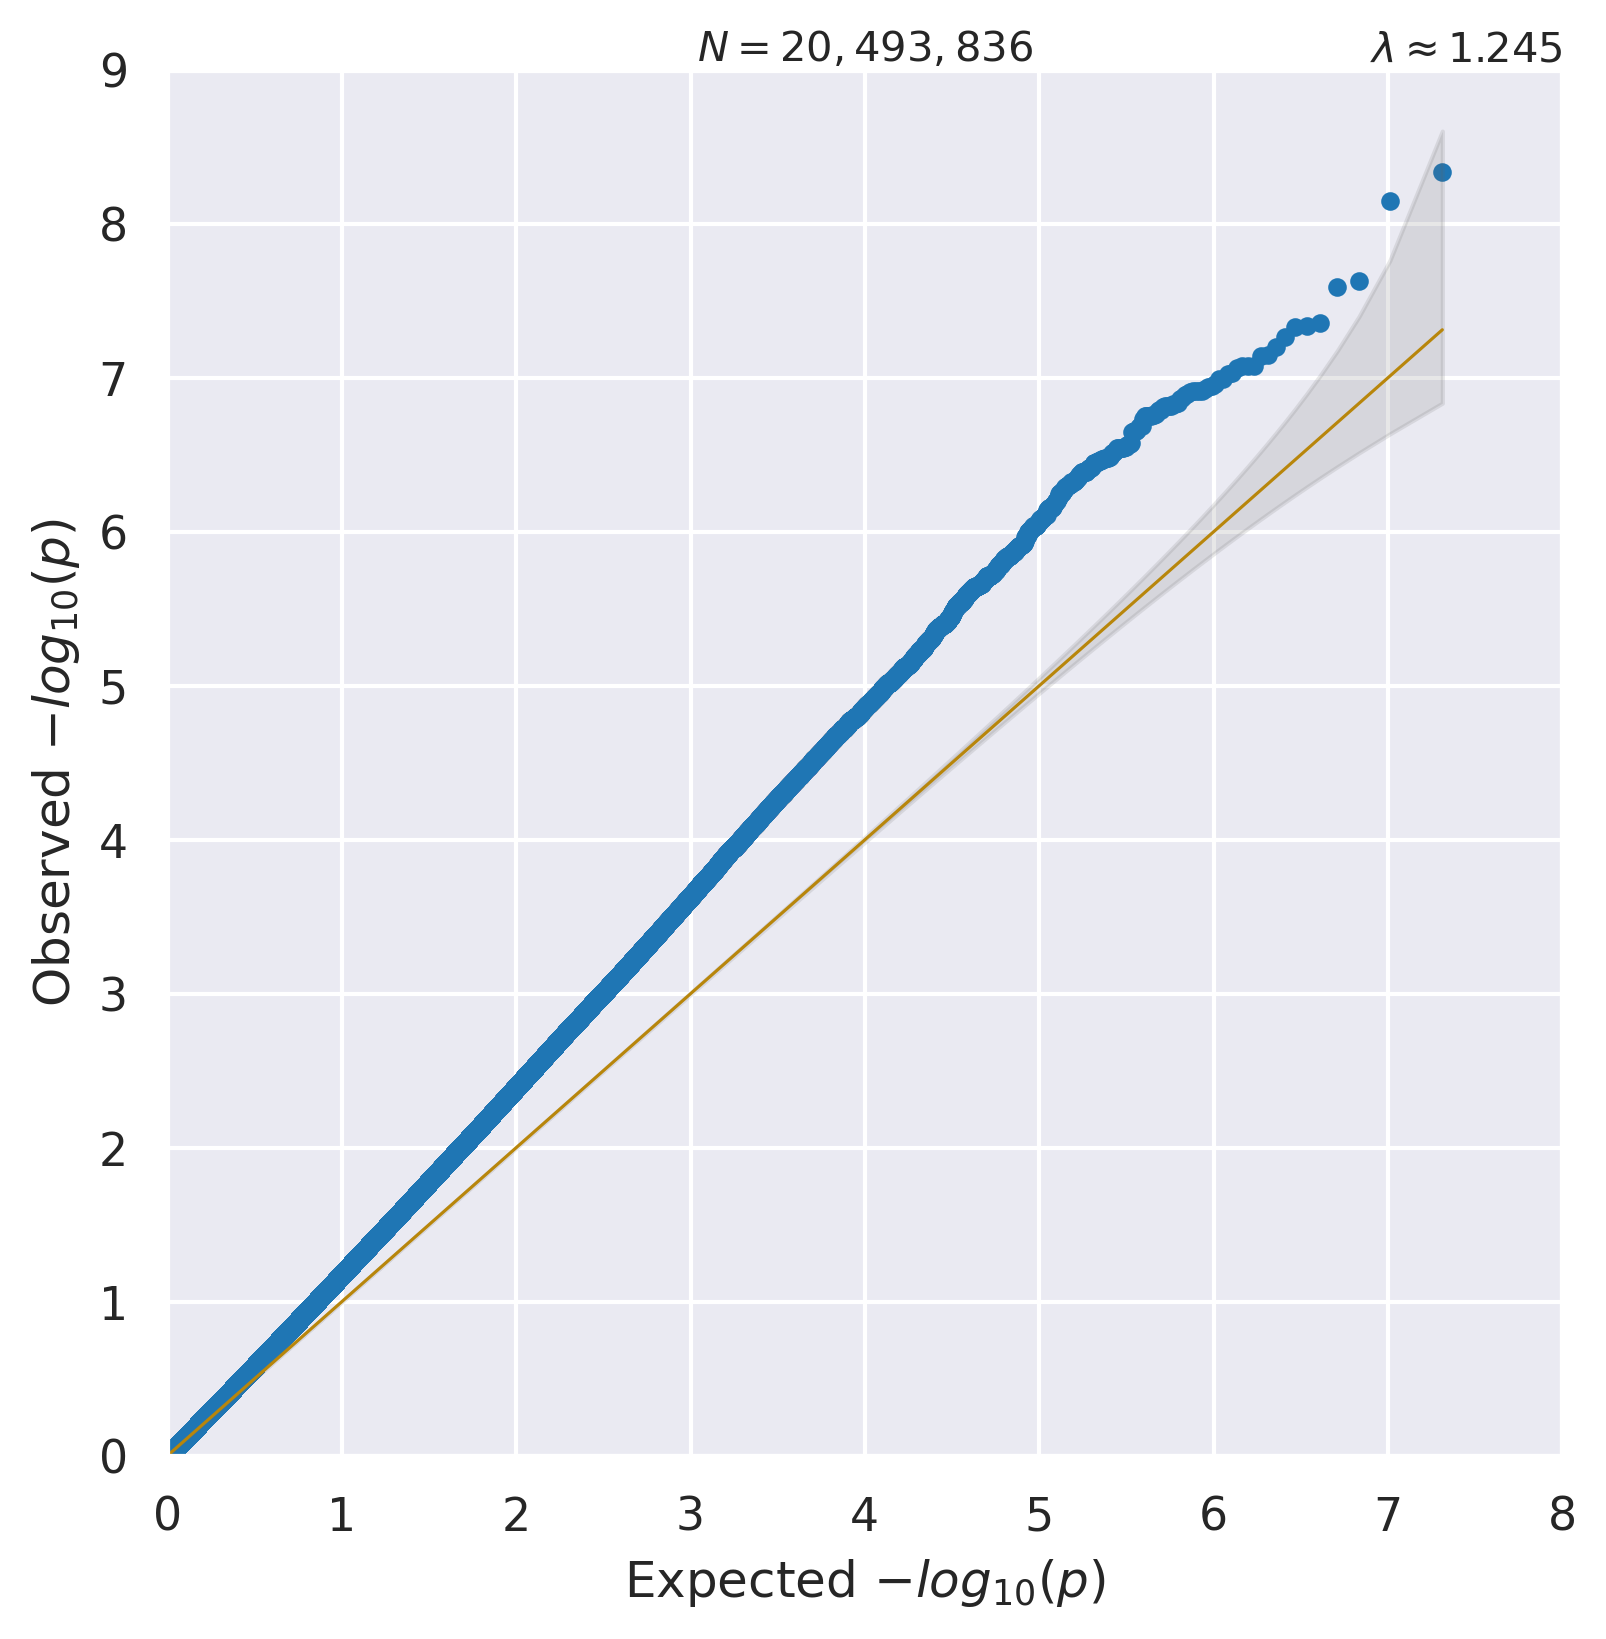 N = 20, 493, 836
λ ≈ 1.245
9
8
7
6
5
4
3
2
1
0
Observed −log₁₀(p)
0 1 2 3 4 5 6 7 8
Expected −log₁₀(p)